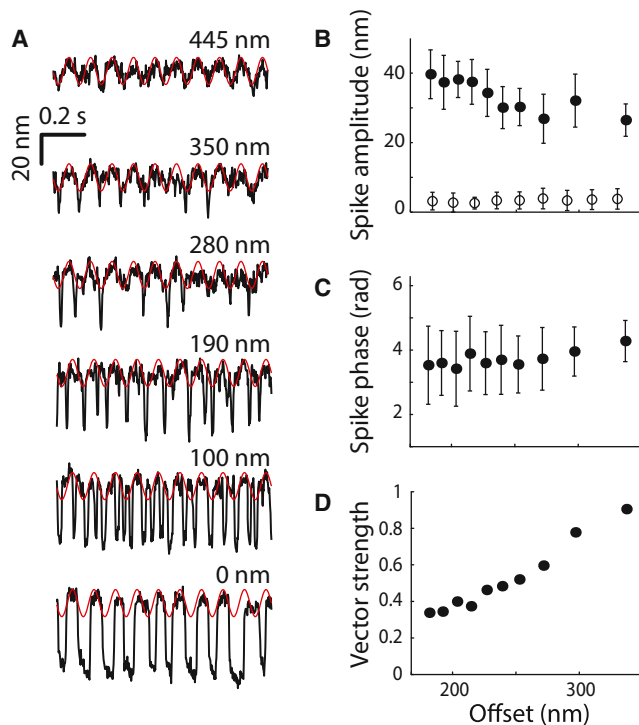 A
445 nm
0.2 s
20 nm
350 nm
280 nm
190 nm
100 nm
0 nm
B
Spike amplitude (nm)
40
20
0
C
Spike phase (rad)
6
4
2
D
Vector strength
1
0.8
0.6
0.4
0.2
0
200
300
Offset (nm)